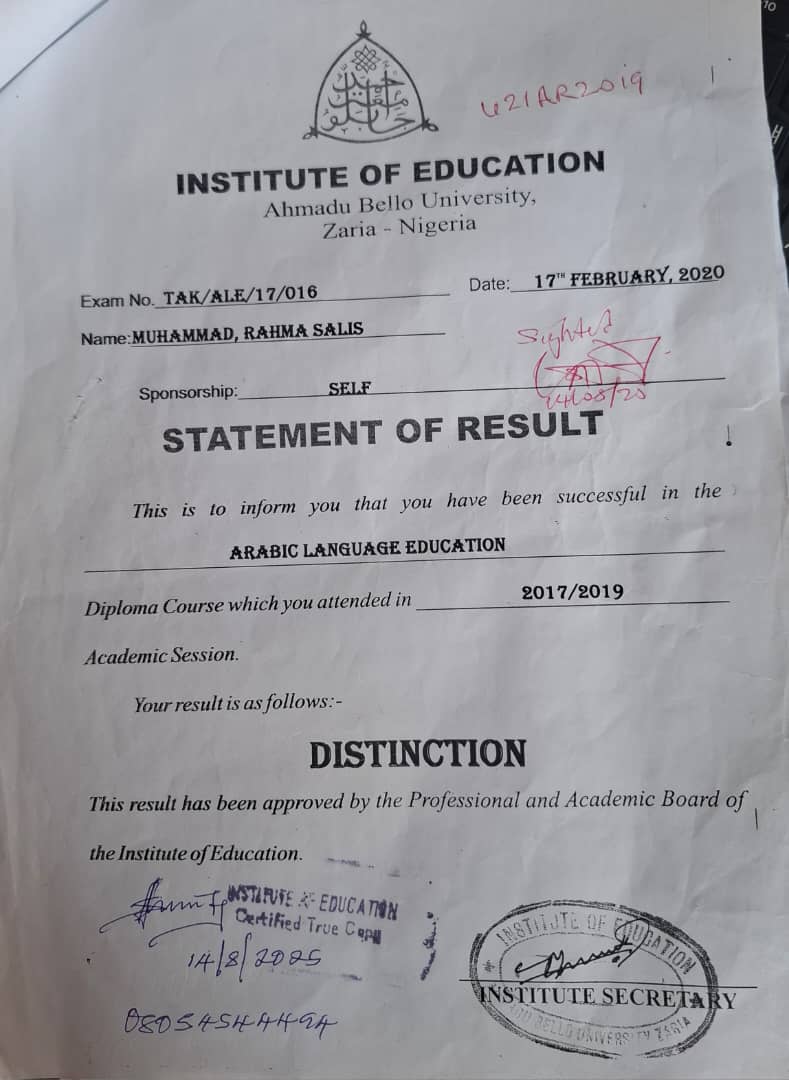 421AR2019
INSTITUTE OF EDUCATION
Ahmadu Bello University,
Zaria - Nigeria
Exam No. TAK/ALE/17/016
Date: 17TH FEBRUARY, 2020
Name: MUHAMMAD, RAHMA SALIS
Sighted
Sponsorship: SELF
STATEMENT OF RESULT
This is to inform you that you have been successful in the
ARABIC LANGUAGE EDUCATION
Diploma Course which you attended in 2017/2019
Academic Session.
Your result is as follows:-
DISTINCTION
This result has been approved by the Professional and Academic Board of
the Institute of Education.
INSTITUTE OF EDUCATION
Certified True Copy
14/8/2025
08054544494
INSTITUTE OF EDUCATION
INSTITUTE SECRETARY
BELLO UNIVERSITY ZARIA